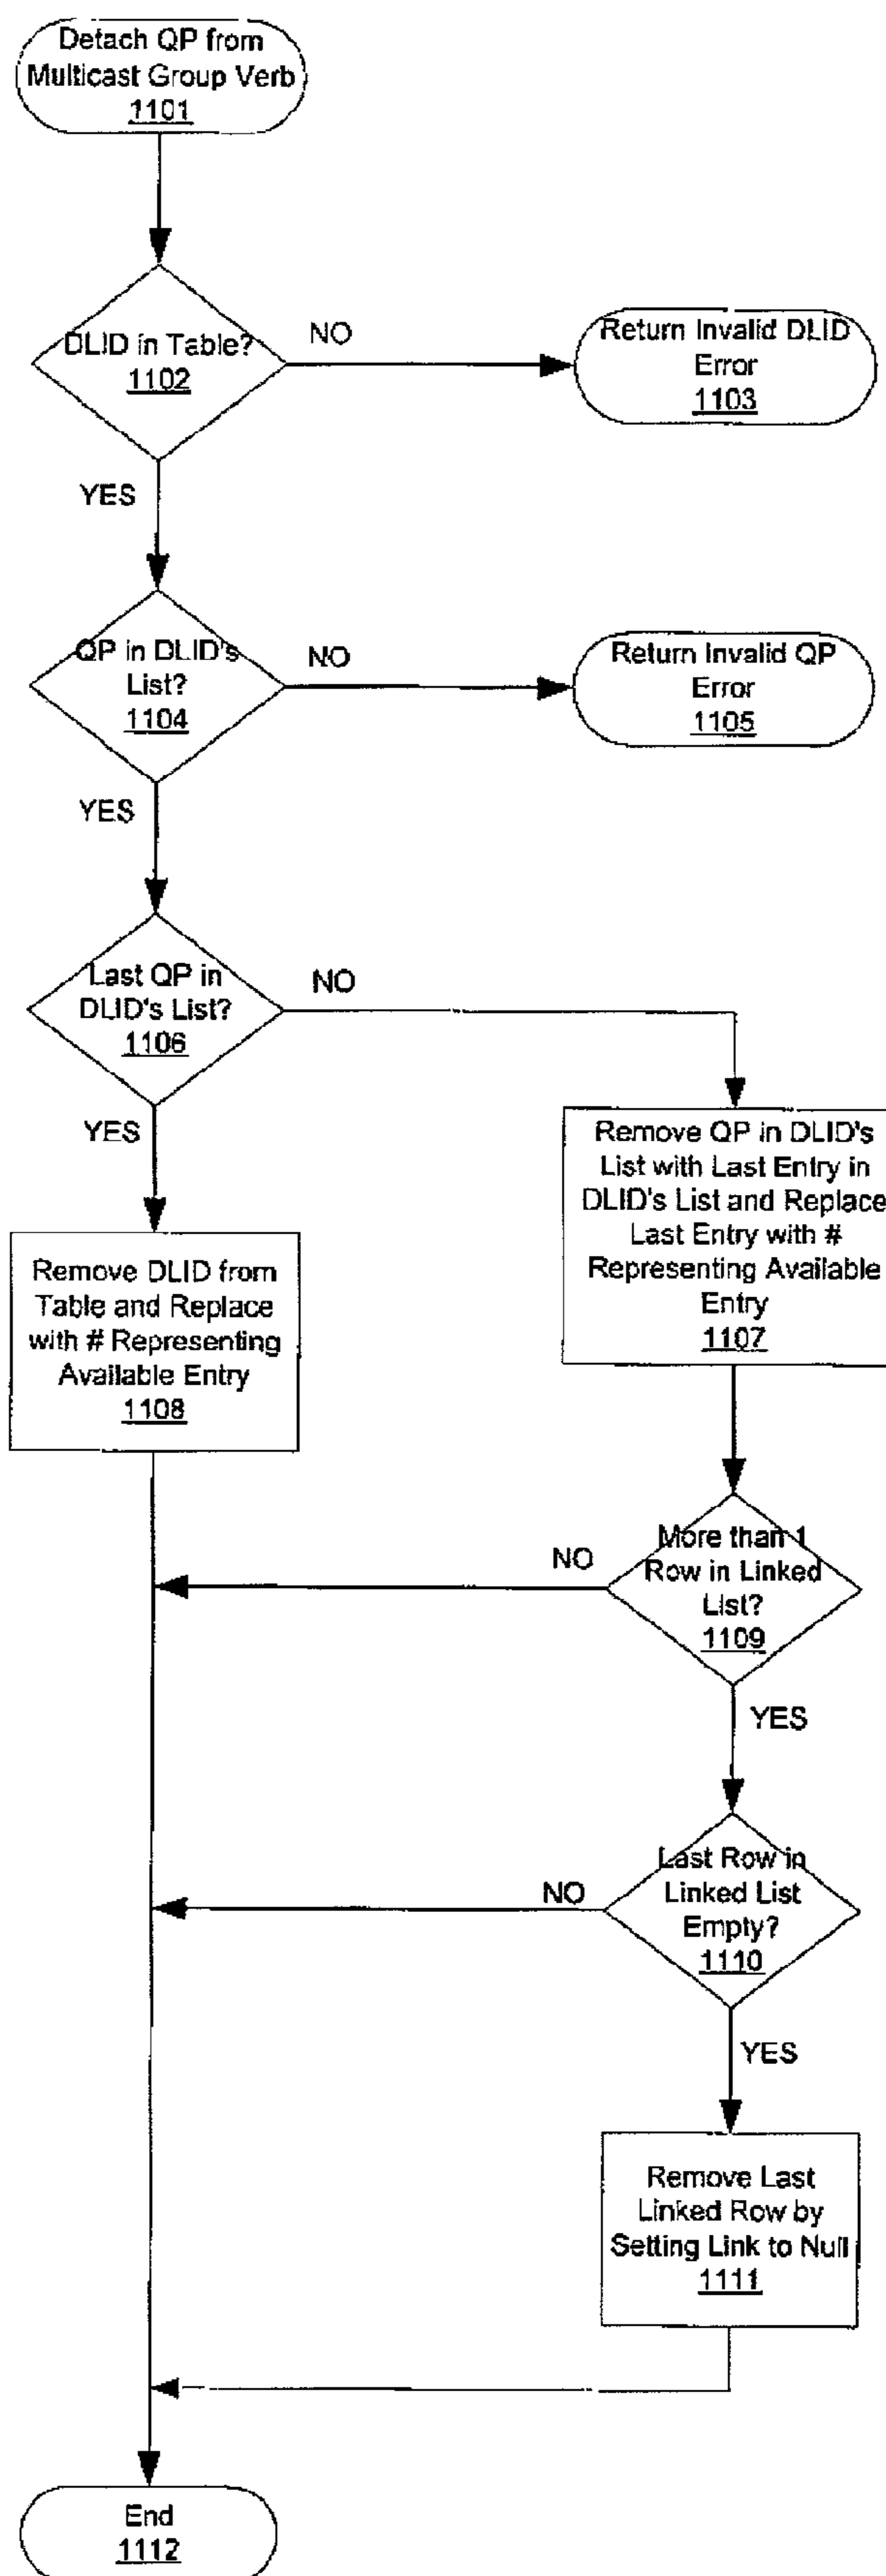 Detach QP from
Multicast Group Verb
1101
DLID in Table?
1102
NO
Return Invalid DLID
Error
1103
YES
QP in DLID's
List?
1104
NO
Return Invalid QP
Error
1105
YES
Last QP in
DLID's List?
1106
NO
YES
Remove QP in DLID's
List with Last Entry in
DLID's List and Replace
Last Entry with #
Representing Available
Entry
1107
Remove DLID from
Table and Replace
with # Representing
Available Entry
1108
More than 1
Row in Linked
List?
1109
NO
YES
Last Row in
Linked List
Empty?
1110
NO
YES
Remove Last
Linked Row by
Setting Link to Null
1111
End
1112